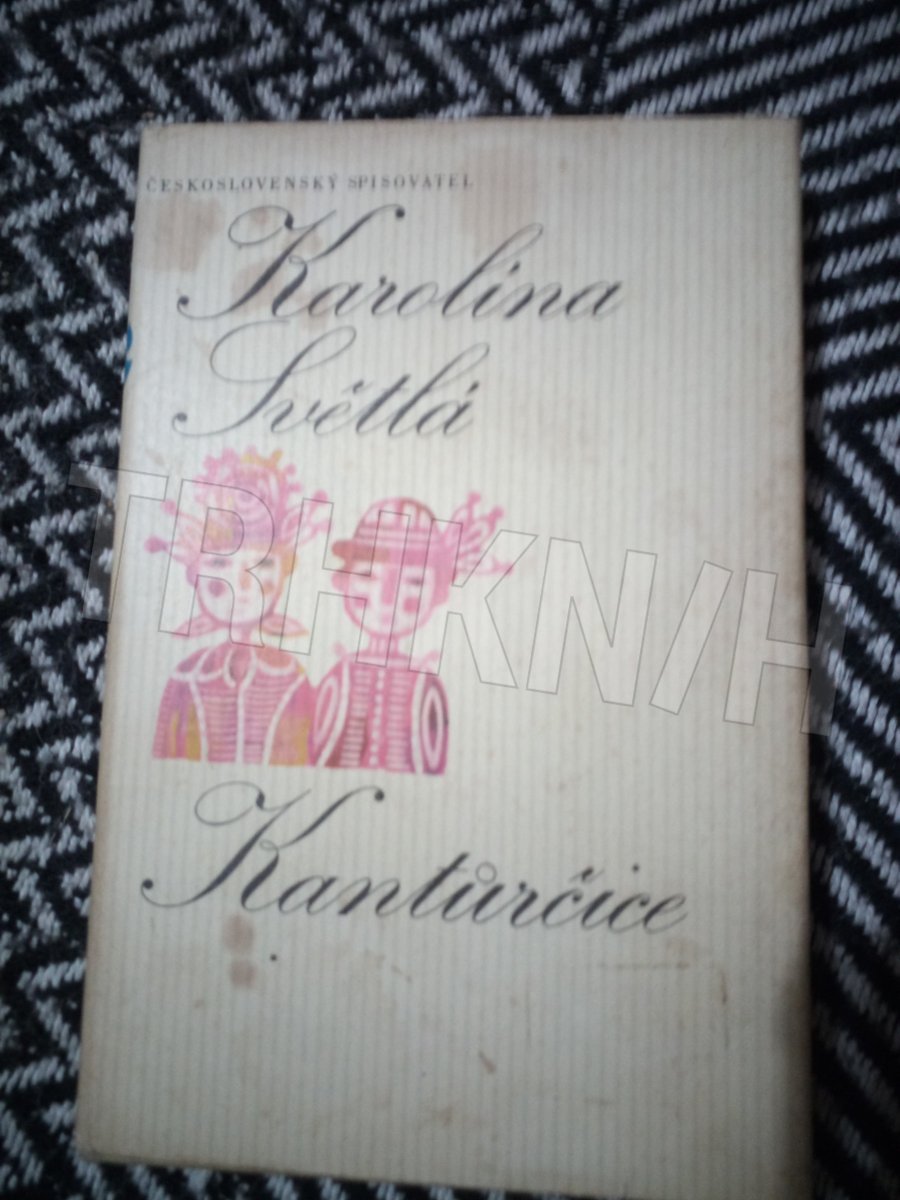 ČESKOSLOVENSKÝ SPISOVATEL
Karolina
Světlá
TRHKNIH
Kantůrčice